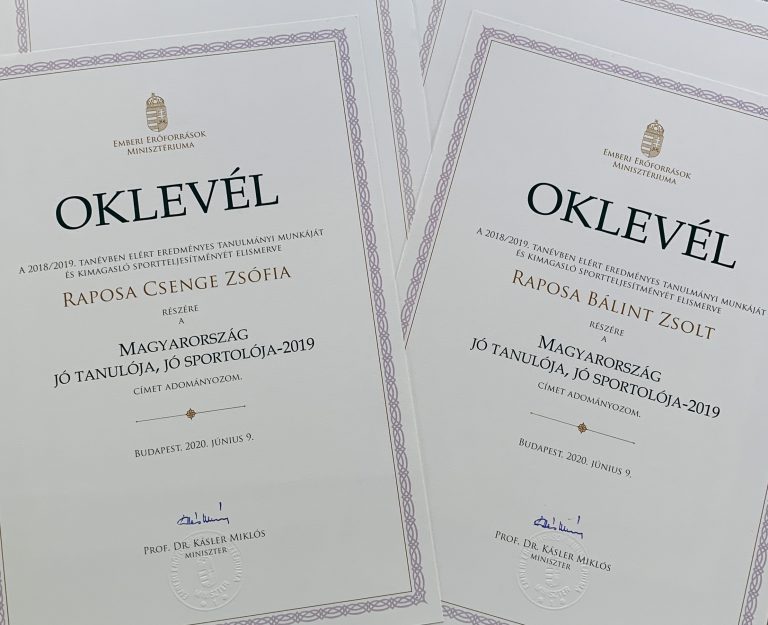 Emberi Erőforrások
Minisztériuma
OKLEVÉL
A 2018/2019. TANÉVBEN ELÉRT EREDMÉNYES TANULMÁNYI MUNKÁJÁT
ÉS KIMAGASLÓ SPORTTELJESÍTMÉNYÉT ELISMERVE
RAPOSA CSENGE ZSÓFIA
RÉSZÉRE
A
MAGYARORSZÁG
JÓ TANULÓJA, JÓ SPORTOLÓJA-2019
CÍMET ADOMÁNYOZOM.
BUDAPEST, 2020. JÚNIUS 9.
PROF. DR. KÁSLER MIKLÓS
MINISZTER
Emberi Erőforrások
Minisztériuma
OKLEVÉL
A 2018/2019. TANÉVBEN ELÉRT EREDMÉNYES TANULMÁNYI MUNKÁJÁT
ÉS KIMAGASLÓ SPORTTELJESÍTMÉNYÉT ELISMERVE
RAPOSA BÁLINT ZSOLT
RÉSZÉRE
A
MAGYARORSZÁG
JÓ TANULÓJA, JÓ SPORTOLÓJA-2019
CÍMET ADOMÁNYOZOM.
BUDAPEST, 2020. JÚNIUS 9.
PROF. DR. KÁSLER MIKLÓS
MINISZTER